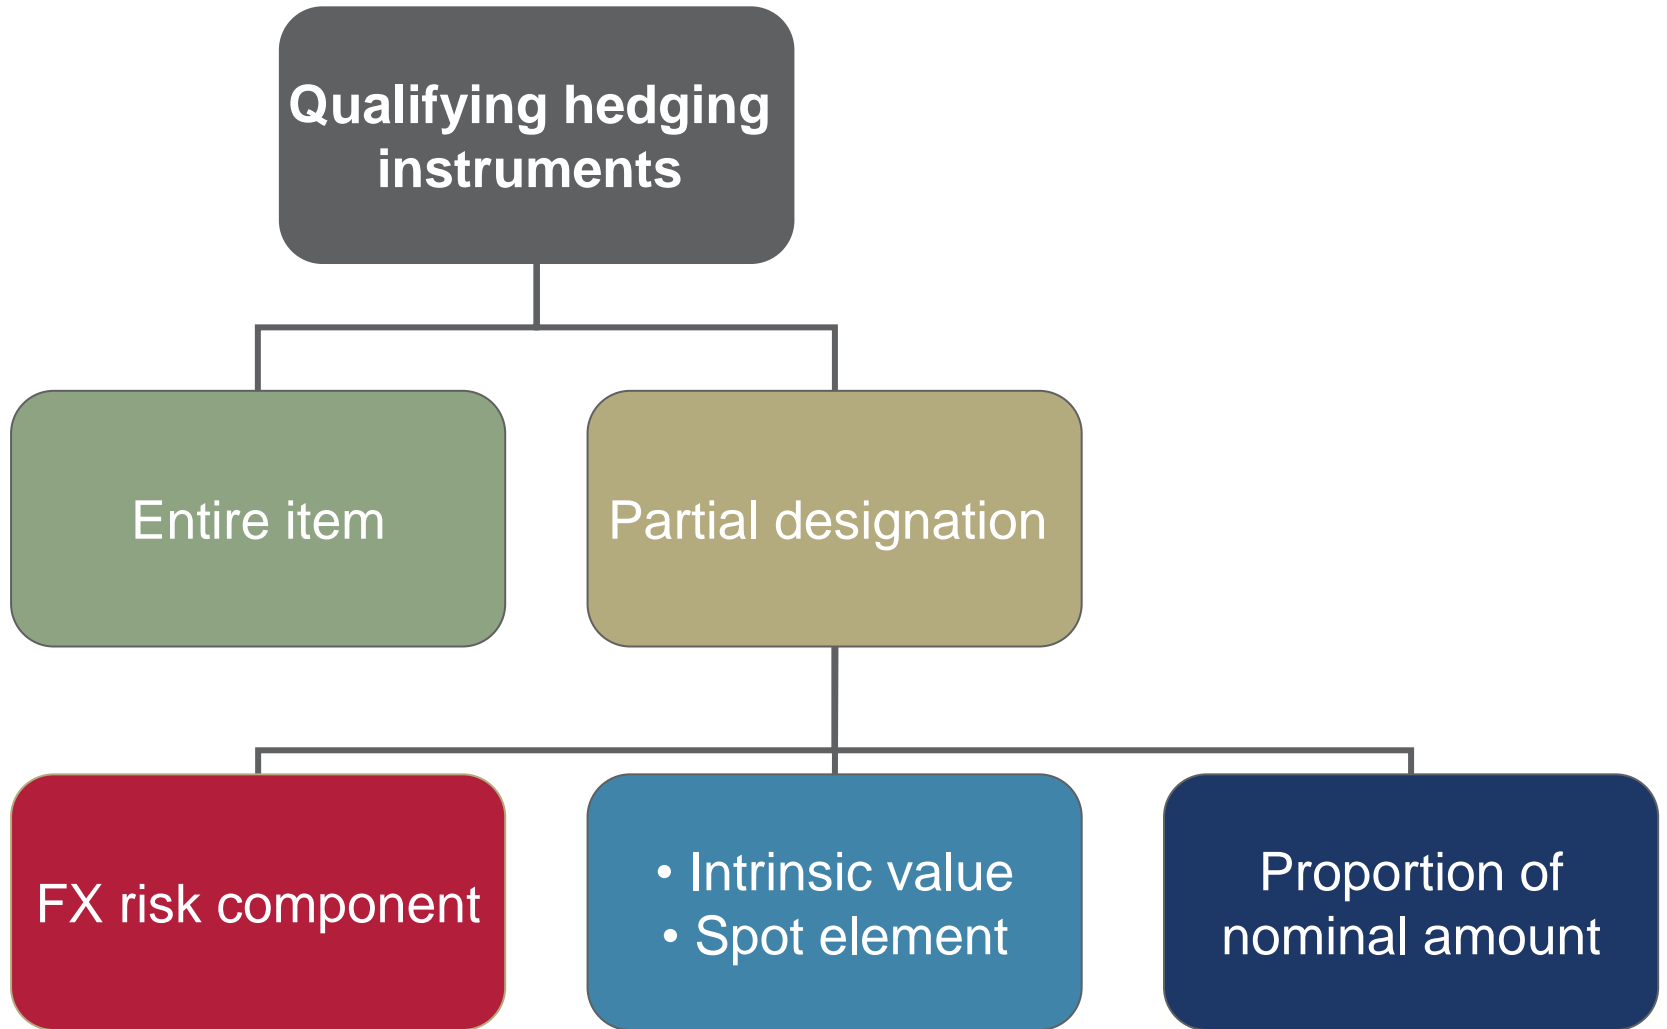 Qualifying hedging
instruments
Entire item
Partial designation
FX risk component
• Intrinsic value
• Spot element
Proportion of
nominal amount